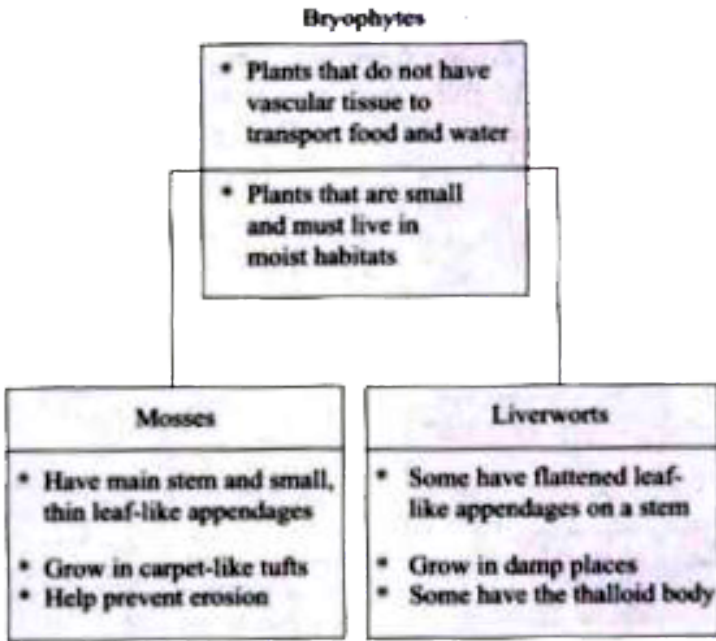 Bryophytes
* Plants that do not have
vascular tissue to
transport food and water
* Plants that are small
and must live in
moist habitats
Mosses
* Have main stem and small,
thin leaf-like appendages
* Grow in carpet-like tufts
* Help prevent erosion
Liverworts
* Some have flattened leaf-
like appendages on a stem
* Grow in damp places
* Some have the thalloid body